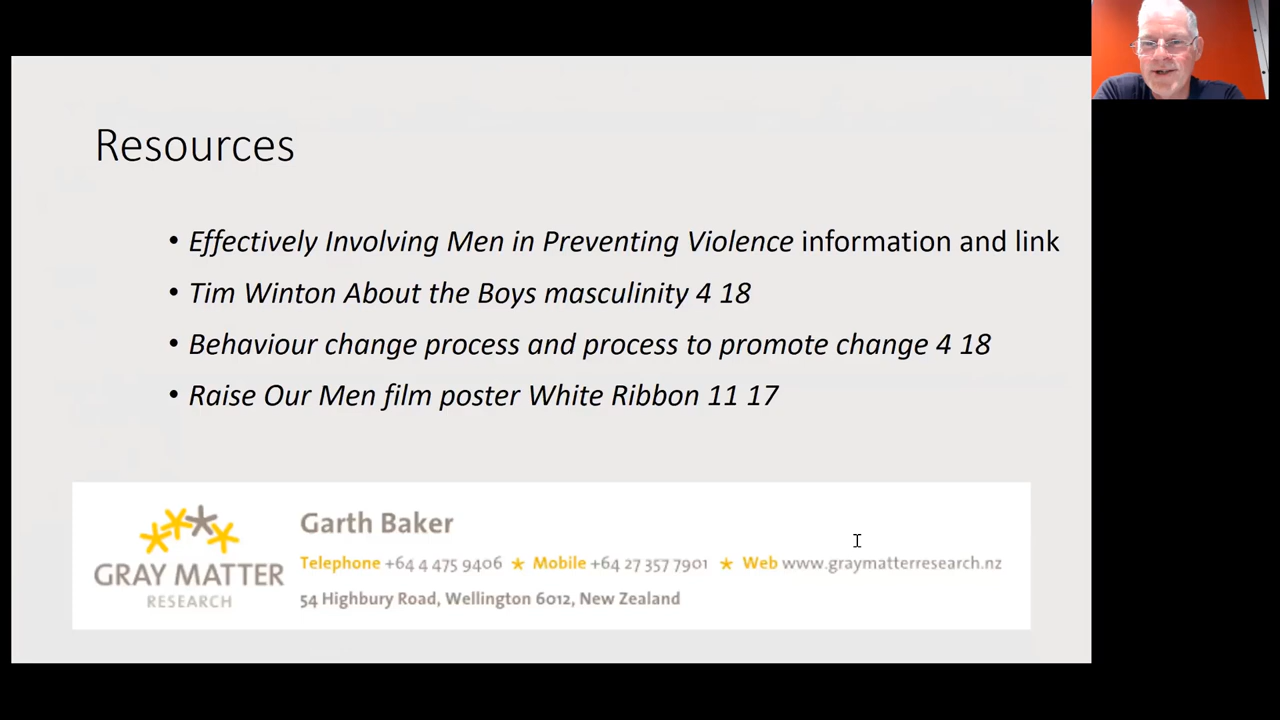 Resources
• Effectively Involving Men in Preventing Violence information and link
• Tim Winton About the Boys masculinity 4 18
• Behaviour change process and process to promote change 4 18
• Raise Our Men film poster White Ribbon 11 17
GRAY MATTER
RESEARCH
Garth Baker
Telephone +64 4 475 9406 ★ Mobile +64 27 357 7901 ★ Web www.graymatterresearch.nz
54 Highbury Road, Wellington 6012, New Zealand